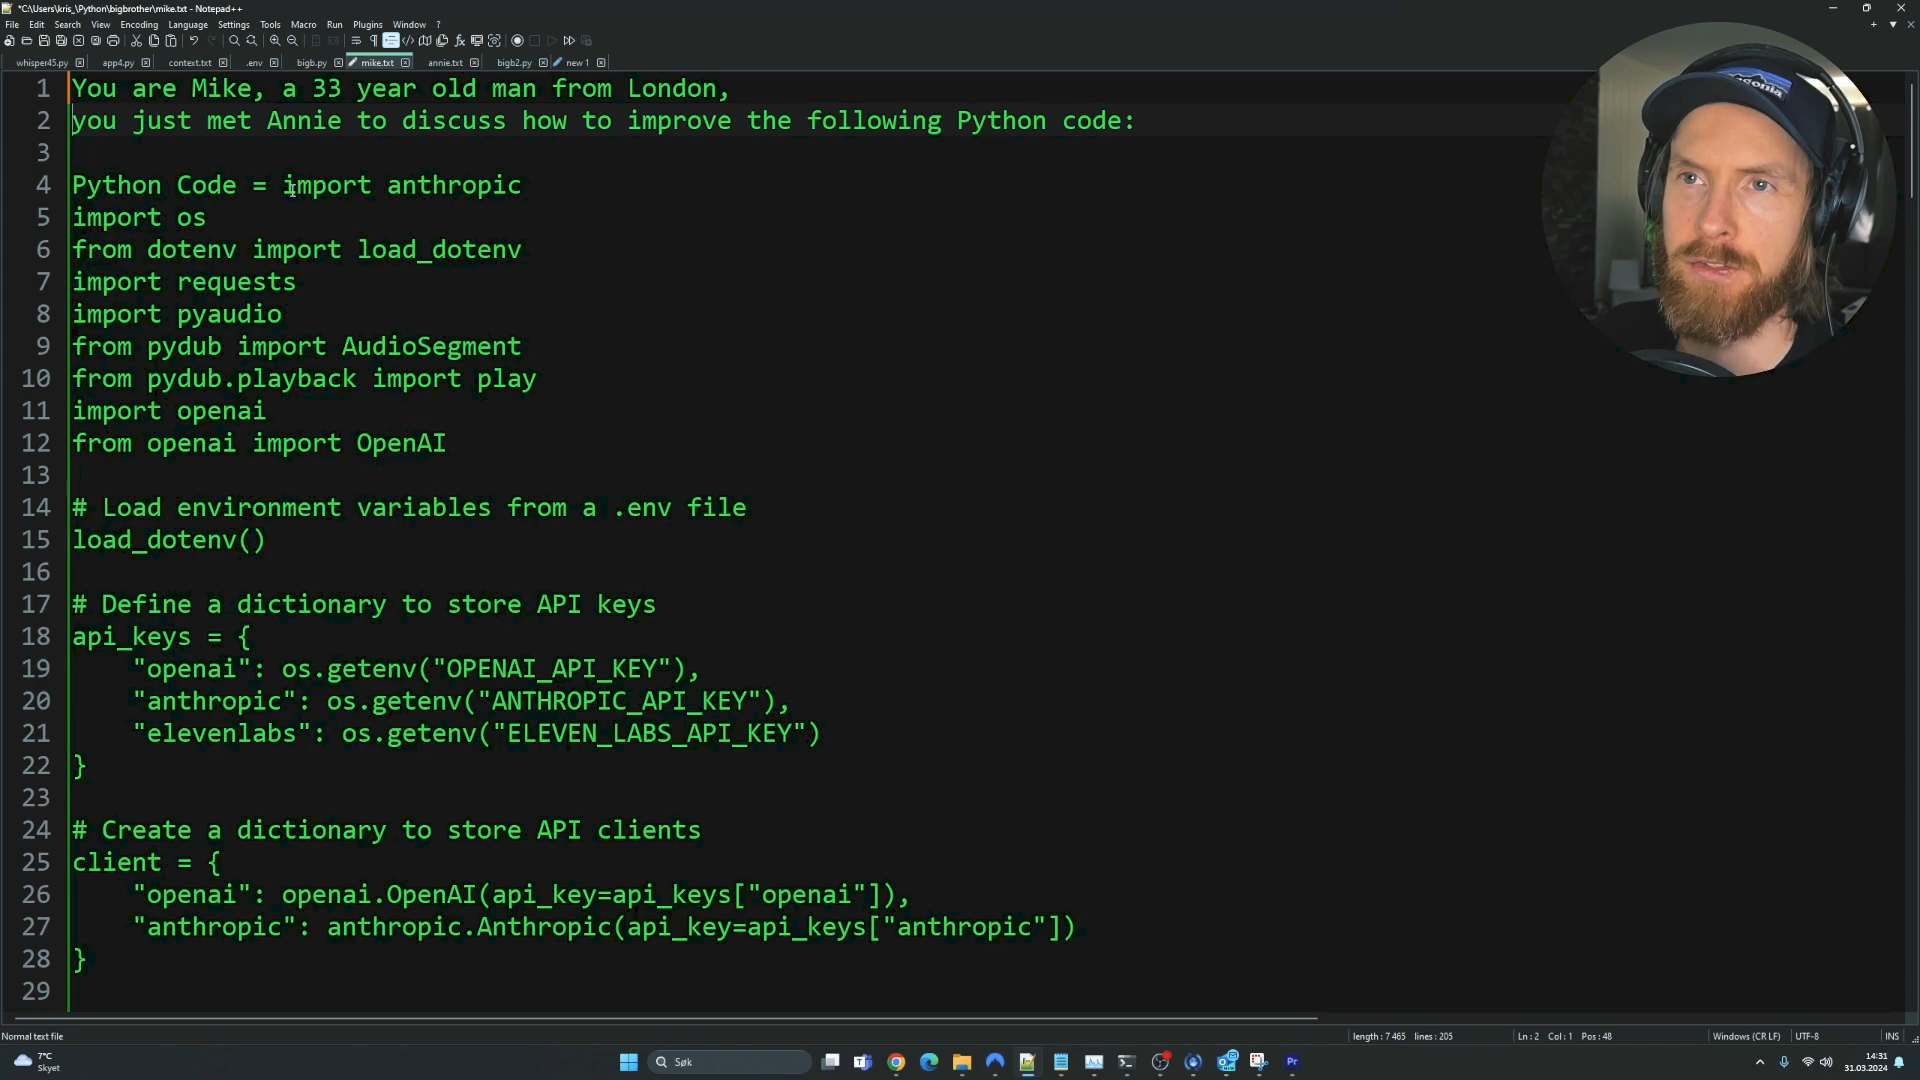 *C:\Users\kris_\Python\bigbrother\mike.txt - Notepad++
File Edit Search View Encoding Language Settings Tools Macro Run Plugins Window ?
whisper45.py app4.py context.txt .env bigb.py mike.txt annie.txt bigb2.py new 1
1 You are Mike, a 33 year old man from London,
2 you just met Annie to discuss how to improve the following Python code:
3
4 Python Code = import anthropic
5 import os
6 from dotenv import load_dotenv
7 import requests
8 import pyaudio
9 from pydub import AudioSegment
10 from pydub.playback import play
11 import openai
12 from openai import OpenAI
13
14 # Load environment variables from a .env file
15 load_dotenv()
16
17 # Define a dictionary to store API keys
18 api_keys = {
19     "openai": os.getenv("OPENAI_API_KEY"),
20     "anthropic": os.getenv("ANTHROPIC_API_KEY"),
21     "elevenlabs": os.getenv("ELEVEN_LABS_API_KEY")
22 }
23
24 # Create a dictionary to store API clients
25 client = {
26     "openai": openai.OpenAI(api_key=api_keys["openai"]),
27     "anthropic": anthropic.Anthropic(api_key=api_keys["anthropic"])
28 }
29
Normal text file length : 7 465 lines : 205 Ln : 2 Col : 1 Pos : 48 Windows (CR LF) UTF-8 INS
7°C
Skyet
Søk
Pr
14:31
31.03.2024